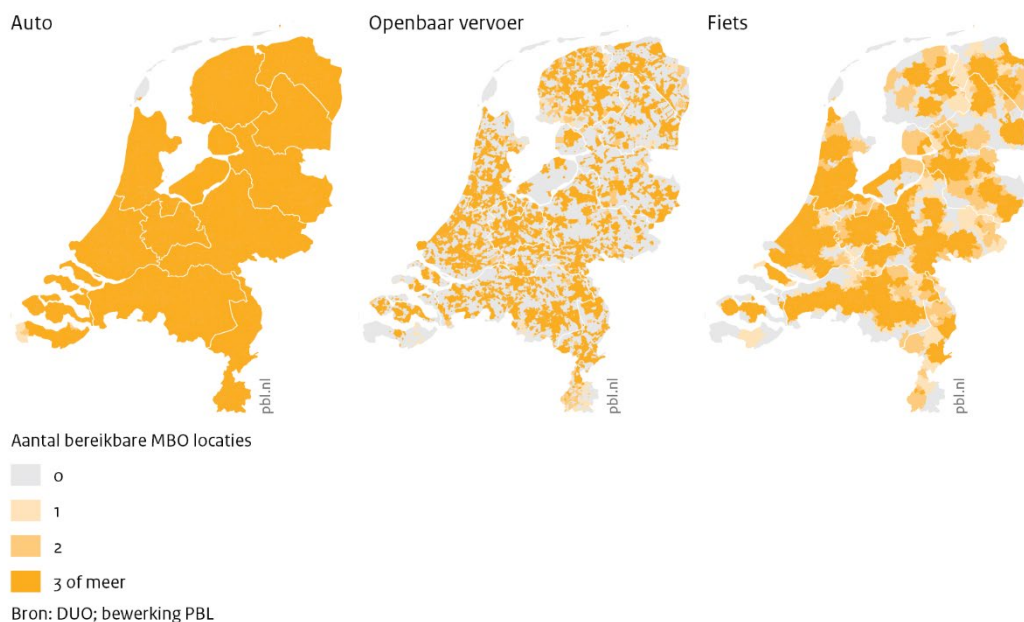 Auto
Openbaar vervoer
Fiets
pbl.nl
pbl.nl
pbl.nl
Aantal bereikbare MBO locaties
0
1
2
3 of meer
Bron: DUO; bewerking PBL